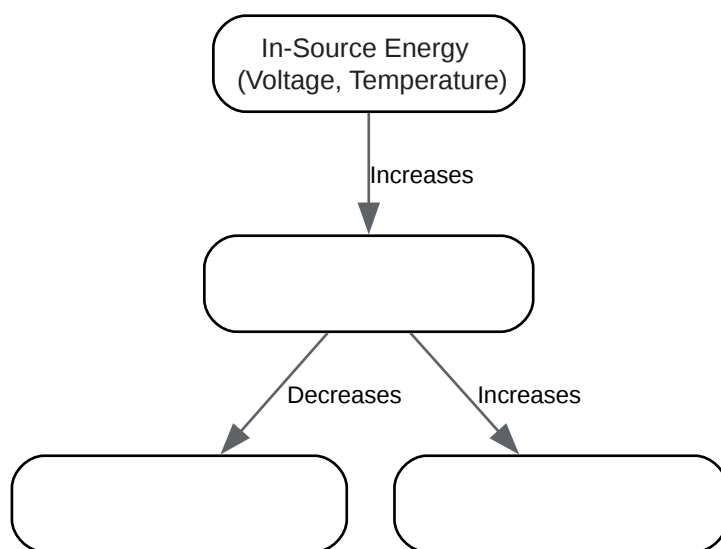 In-Source Energy
(Voltage, Temperature)
Increases
Decreases
Increases